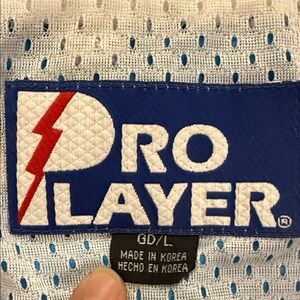 PRO
PLAYER®
GD/L
MADE IN KOREA
HECHO EN KOREA